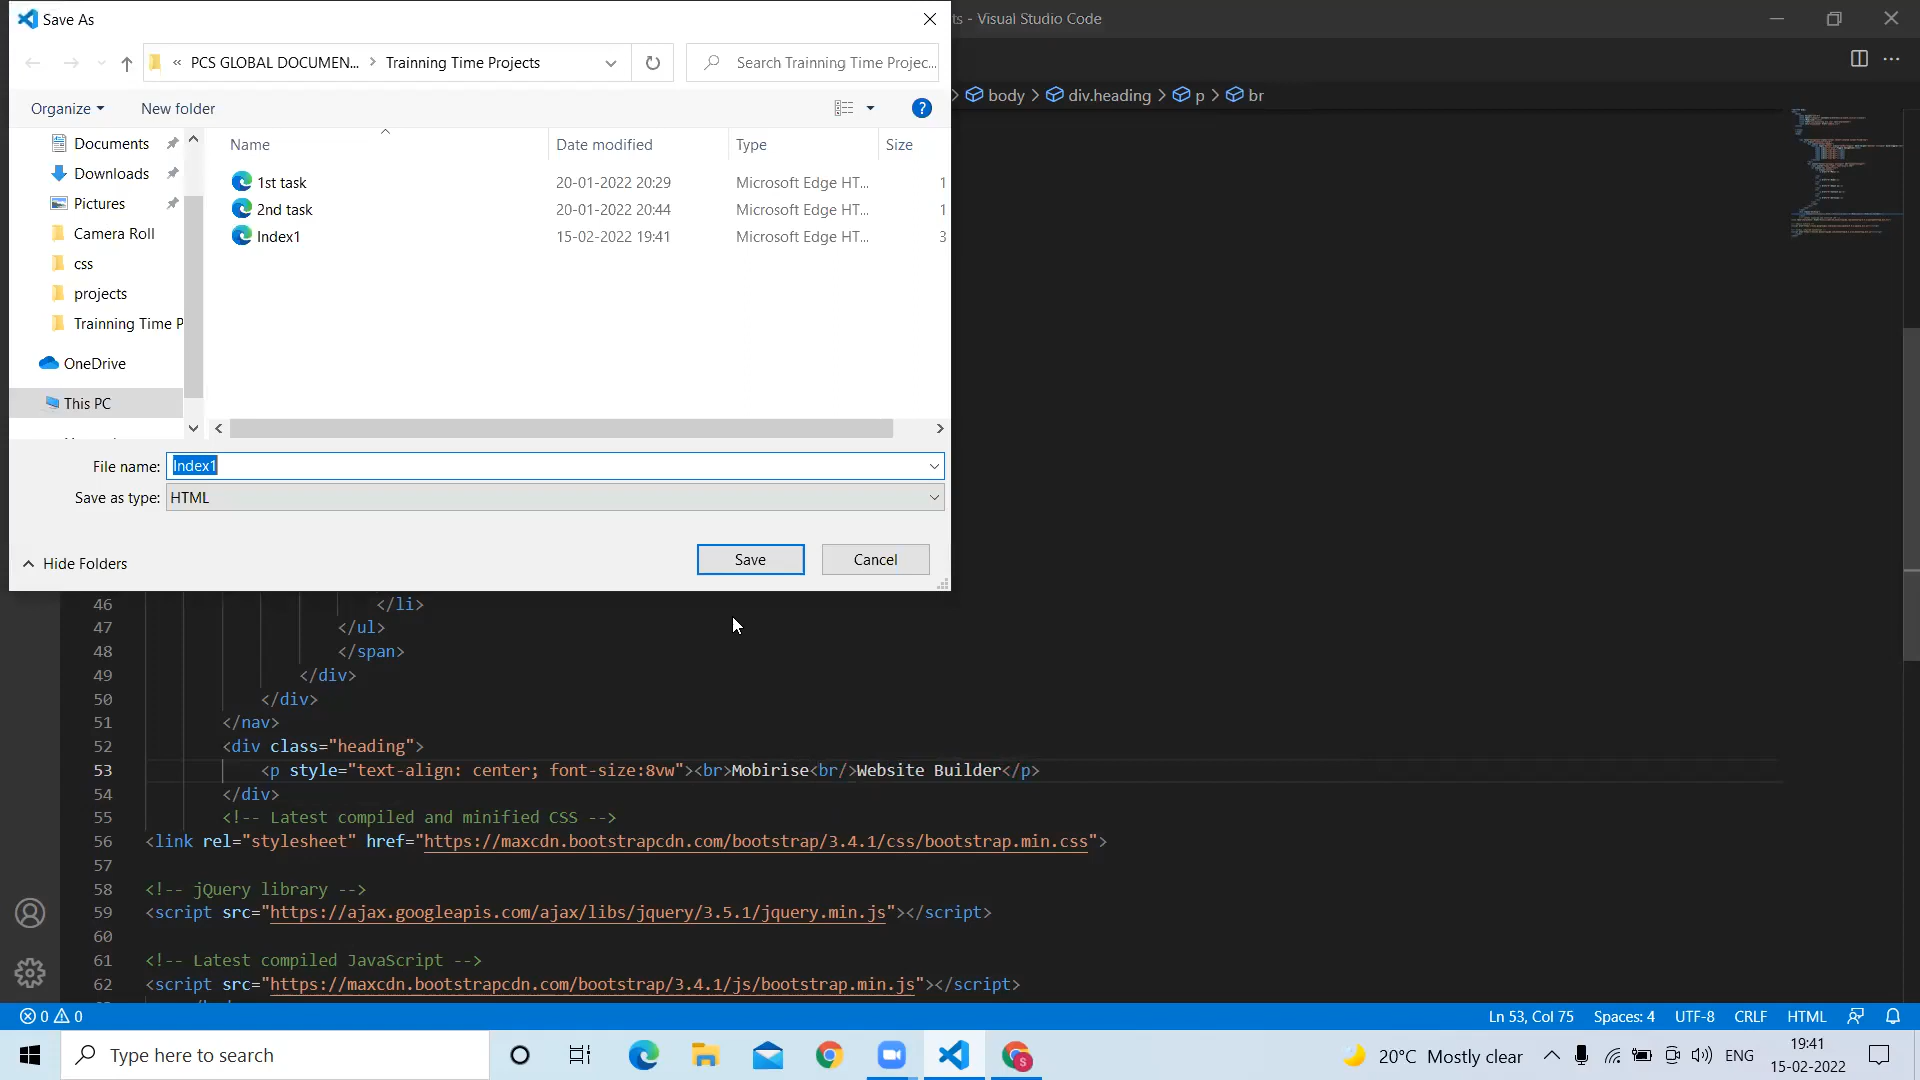 Save As
ts - Visual Studio Code
« PCS GLOBAL DOCUMEN... > Trainning Time Projects
Search Trainning Time Projec...
Organize
New folder
?
> body > div.heading > p > br
Documents
Downloads
Pictures
Camera Roll
css
projects
Trainning Time P
OneDrive
This PC
Name Date modified Type Size
1st task 20-01-2022 20:29 Microsoft Edge HT... 1
2nd task 20-01-2022 20:44 Microsoft Edge HT... 1
Index1 15-02-2022 19:41 Microsoft Edge HT... 3
File name: Index1
Save as type: HTML
Hide Folders
Save
Cancel
46 </li>
47 </ul>
48 </span>
49 </div>
50 </div>
51 </nav>
52 <div class="heading">
53 <p style="text-align: center; font-size:8vw"><br>Mobirise<br/>Website Builder</p>
54 </div>
55 <!-- Latest compiled and minified CSS -->
56 <link rel="stylesheet" href="https://maxcdn.bootstrapcdn.com/bootstrap/3.4.1/css/bootstrap.min.css">
57
58 <!-- jQuery library -->
59 <script src="https://ajax.googleapis.com/ajax/libs/jquery/3.5.1/jquery.min.js"></script>
60
61 <!-- Latest compiled JavaScript -->
62 <script src="https://maxcdn.bootstrapcdn.com/bootstrap/3.4.1/js/bootstrap.min.js"></script>
0 0
Ln 53, Col 75 Spaces: 4 UTF-8 CRLF HTML
Type here to search
S
20°C Mostly clear
ENG
19:41
15-02-2022